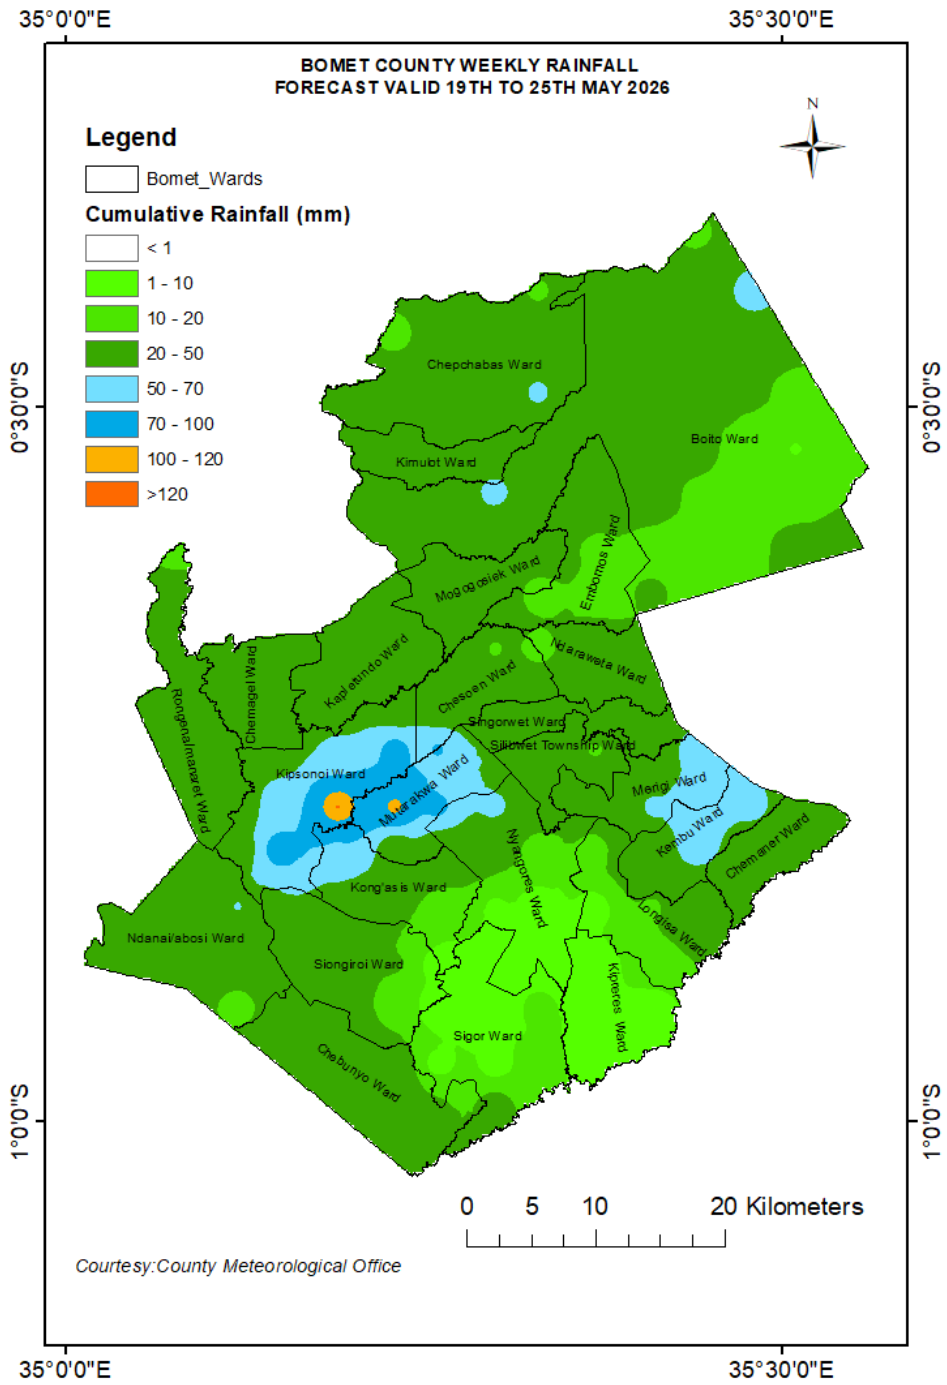 35°0'0"E
35°30'0"E
BOMET COUNTY WEEKLY RAINFALL
FORECAST VALID 19TH TO 25TH MAY 2026
N
Legend
Bomet_Wards
Cumulative Rainfall (mm)
< 1
1 - 10
10 - 20
20 - 50
50 - 70
70 - 100
100 - 120
>120
0°30'0"S
0°30'0"S
Chepchabas Ward
Boito Ward
Kimulot Ward
Embomos Ward
Mogogosiek Ward
Kapletundo Ward
Chemagel Ward
Ndaraweta Ward
Chesoen Ward
Rongena/manaret Ward
Singorwet Ward
Silibwet Township Ward
Kipsonoi Ward
Mutarakwa Ward
Merigi Ward
Kembu Ward
Chemaner Ward
Nyangores Ward
Kong'asis Ward
Longisa Ward
Ndanai/abosi Ward
Siongiroi Ward
Kipreres Ward
Sigor Ward
Chebunyo Ward
1°0'0"S
1°0'0"S
0 5 10 20 Kilometers
Courtesy:County Meteorological Office
35°0'0"E
35°30'0"E